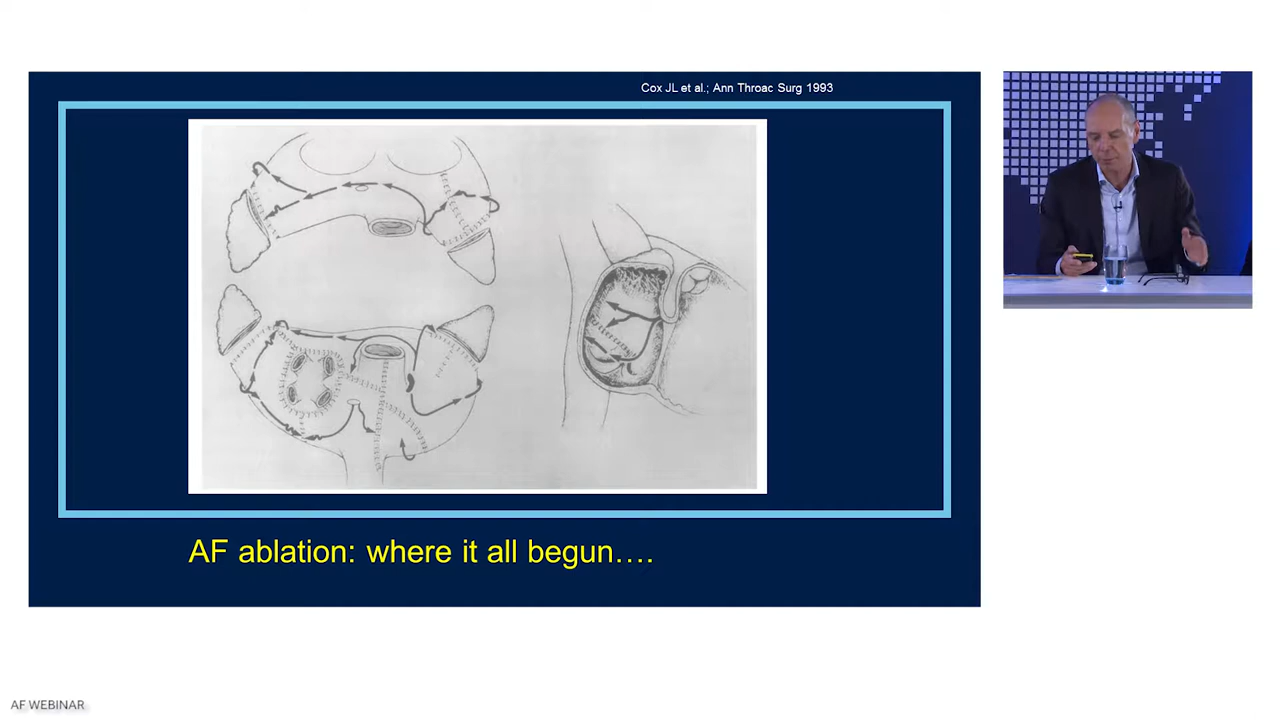 Cox JL et al.; Ann Throac Surg 1993
AF ablation: where it all begun….
AF WEBINAR